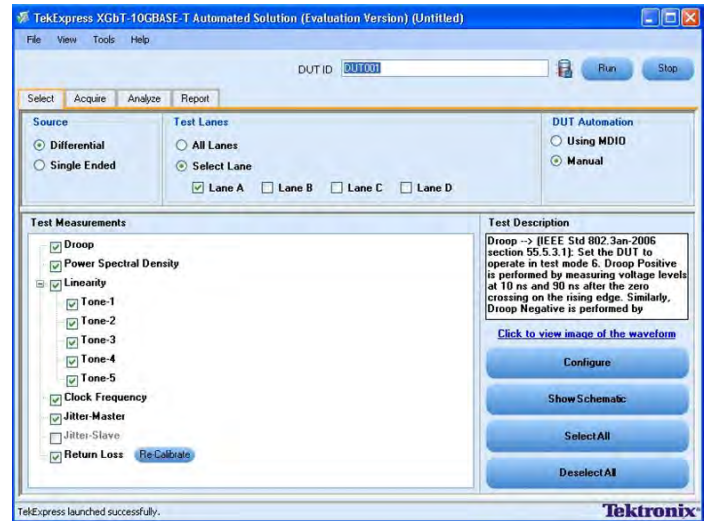 TekExpress XGbT-10GBASE-T Automated Solution (Evaluation Version) (Untitled)
File View Tools Help
DUT ID DUT001 Run Stop
Select Acquire Analyze Report
Source Test Lanes DUT Automation
Differential All Lanes Using MDIO
Single Ended Select Lane Manual
Lane A Lane B Lane C Lane D
Test Measurements
Droop
Power Spectral Density
Linearity
Tone-1
Tone-2
Tone-3
Tone-4
Tone-5
Clock Frequency
Jitter-Master
Jitter-Slave
Return Loss Re-Calibrate
Test Description
Droop --> (IEEE Std 802.3an-2006
section 55.5.3.1): Set the DUT to
operate in test mode 6. Droop Positive
is performed by measuring voltage levels
at 10 ns and 90 ns after the zero
crossing on the rising edge. Similarly,
Droop Negative is performed by
Click to view image of the waveform
Configure
Show Schematic
Select All
Deselect All
TekExpress launched successfully.
Tektronix